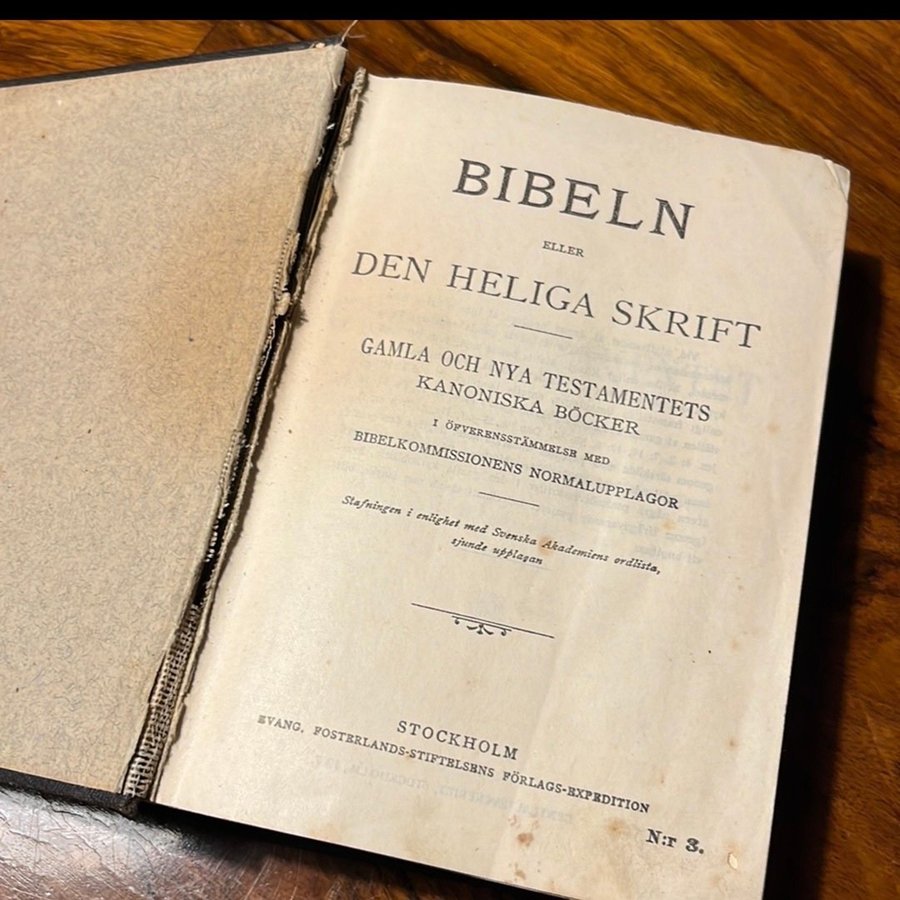 BIBELN
ELLER
DEN HELIGA SKRIFT
GAMLA OCH NYA TESTAMENTETS
KANONISKA BÖCKER
I ÖFVERENSSTÄMMELSE MED
BIBELKOMMISSIONENS NORMALUPPLAGOR
Stafningen i enlighet med Svenska Akademiens ordlista,
sjunde upplagan
STOCKHOLM
EVANG. FOSTERLANDS-STIFTELSENS FÖRLAGS-EXPEDITION
N:r 3.